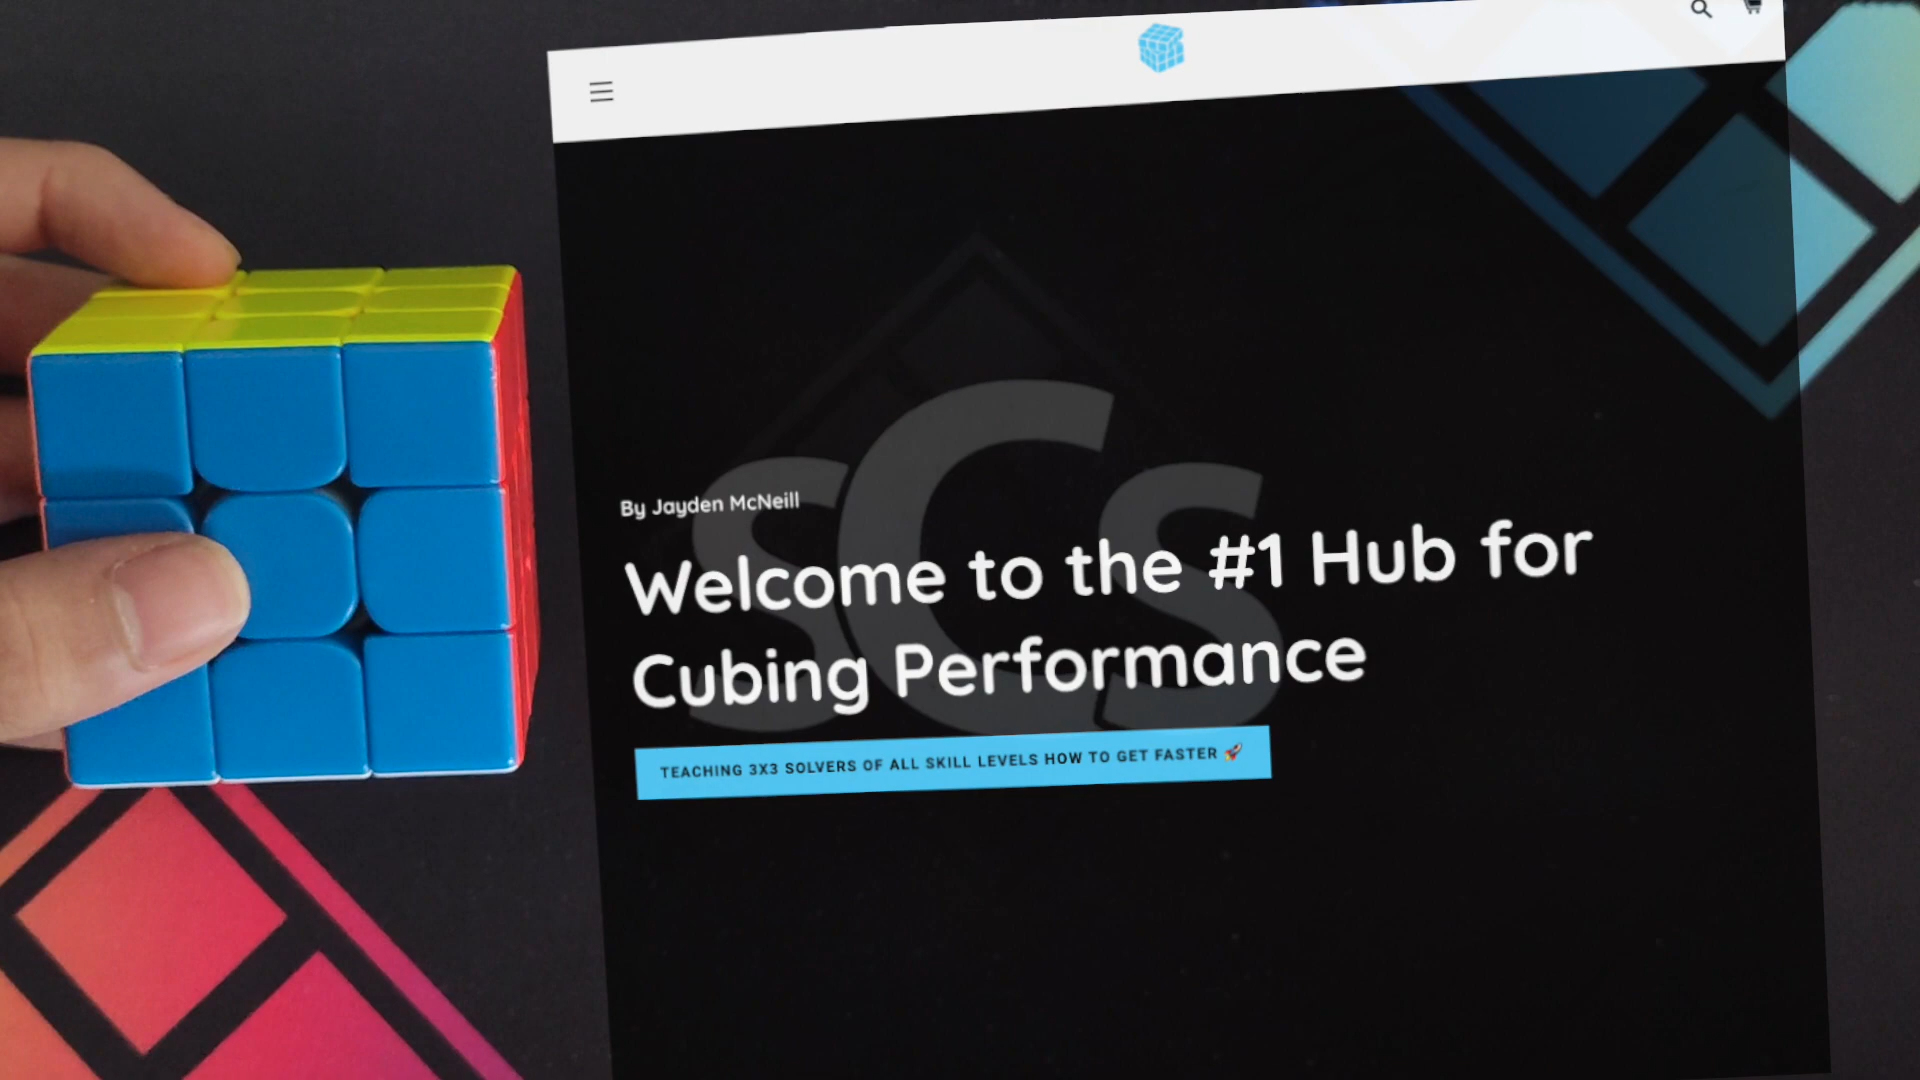 sCs
By Jayden McNeill
Welcome to the #1 Hub for
Cubing Performance
TEACHING 3X3 SOLVERS OF ALL SKILL LEVELS HOW TO GET FASTER 🚀